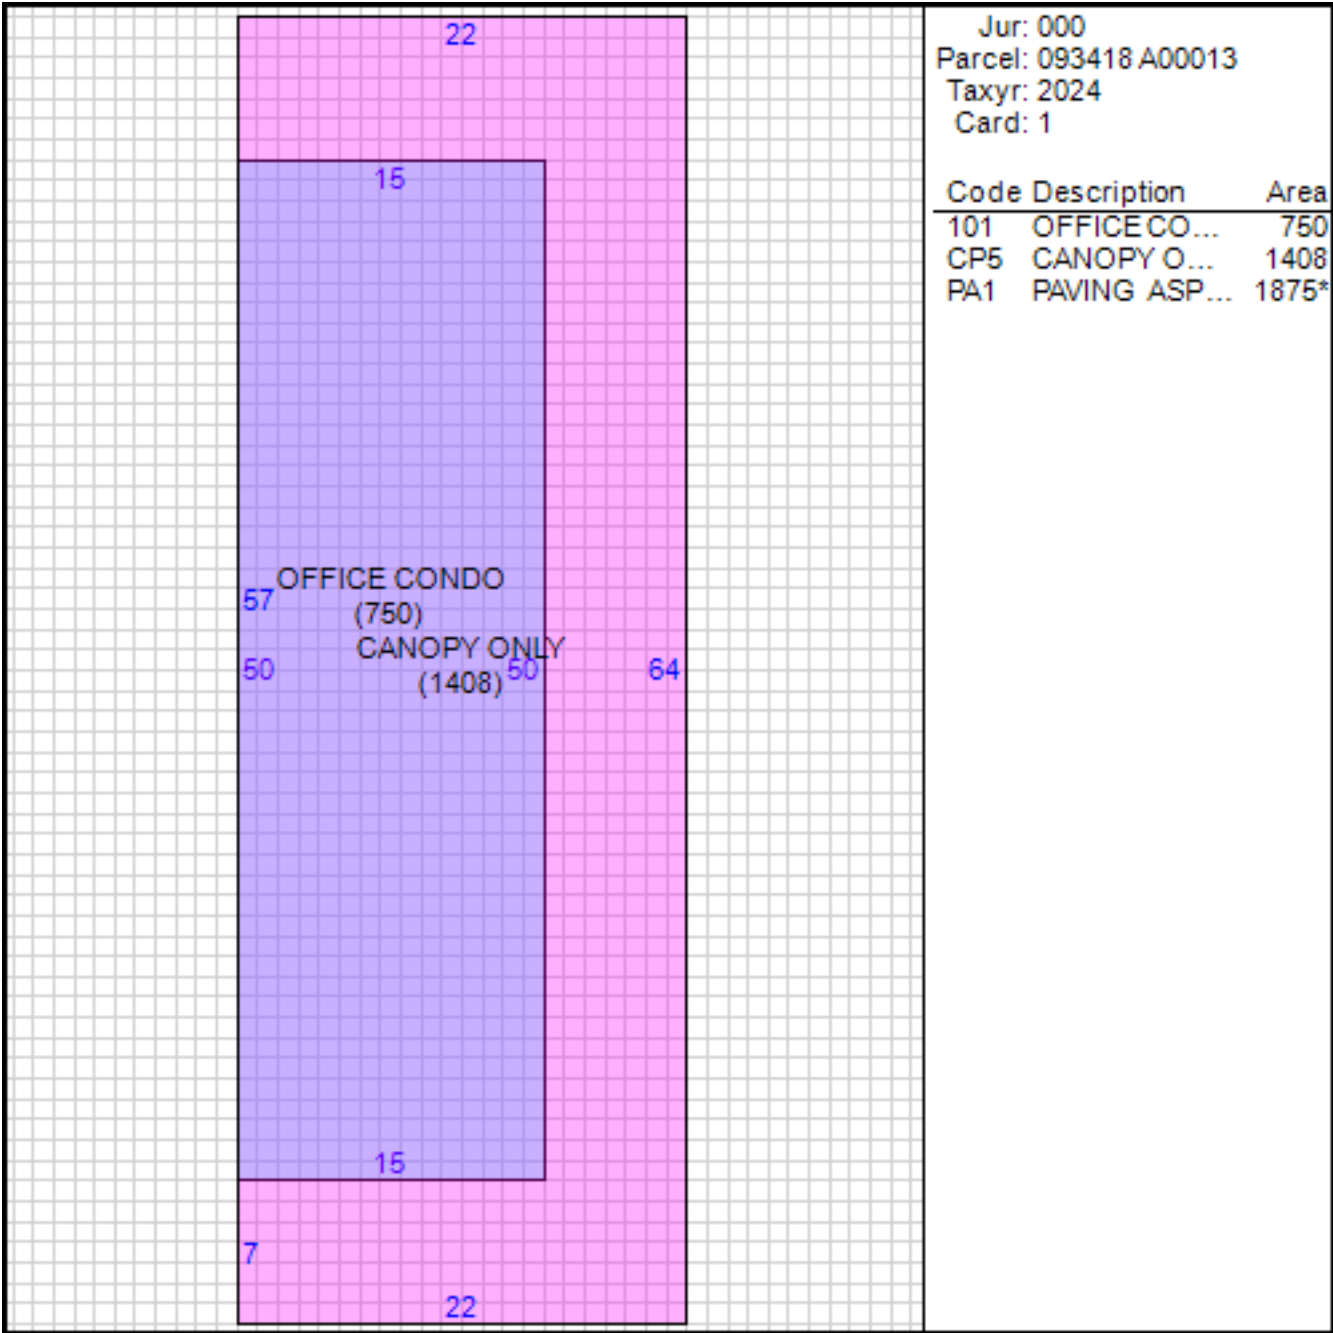 22
15
57
OFFICE CONDO
(750)
CANOPY ONLY
50
50
64
(1408)
15
7
22
Jur: 000
Parcel: 093418 A00013
Taxyr: 2024
Card: 1
Code Description Area
101 OFFICE CO... 750
CP5 CANOPY O... 1408
PA1 PAVING ASP... 1875*